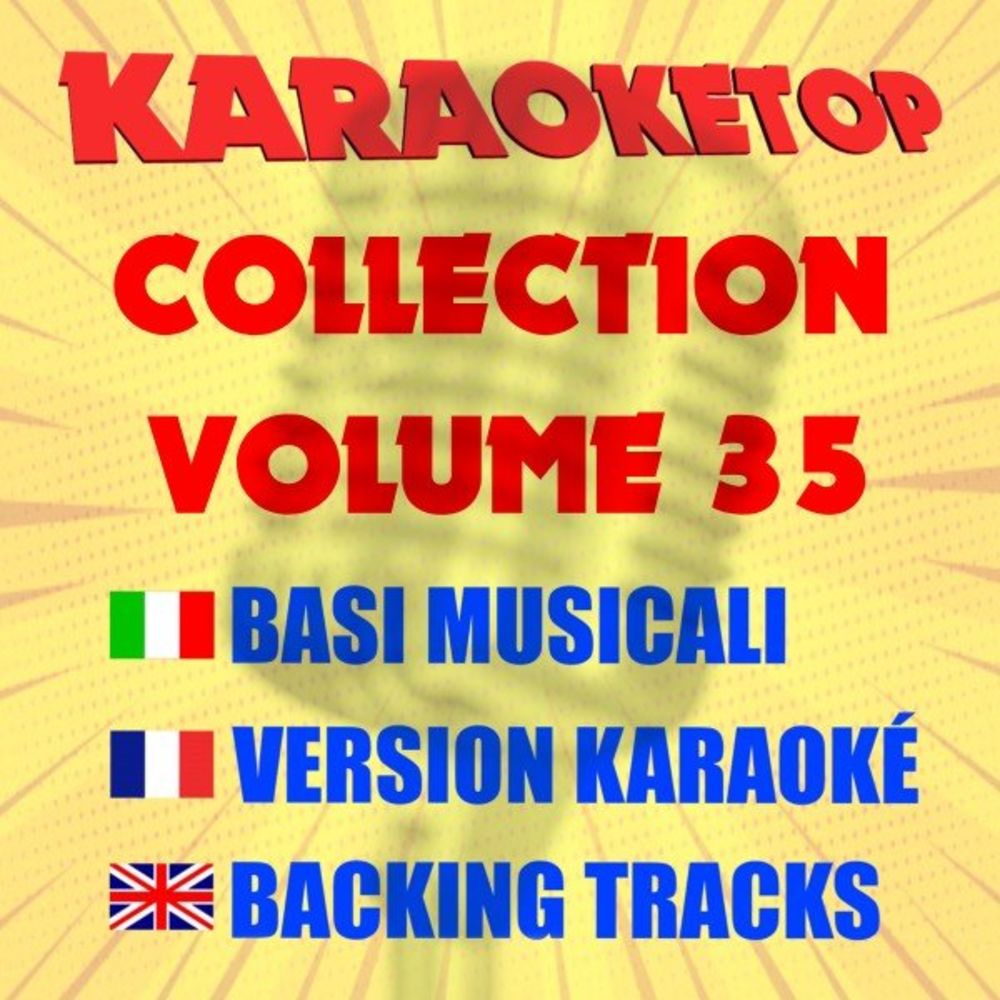 KARAOKETOP
COLLECTION
VOLUME 35
BASI MUSICALI
VERSION KARAOKÉ
BACKING TRACKS